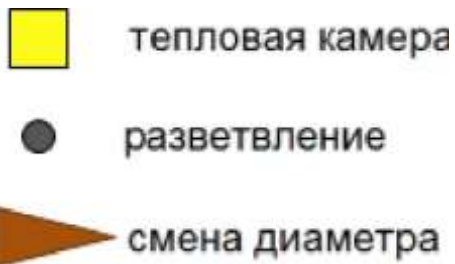 тепловая камера
разветвление
смена диаметра